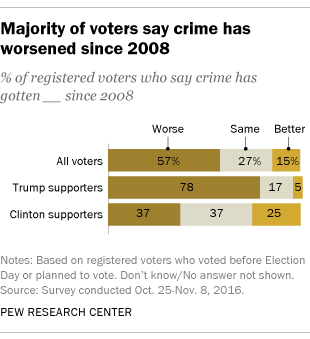 Majority of voters say crime has
worsened since 2008
% of registered voters who say crime has
gotten __ since 2008
Worse Same Better
All voters 57% 27% 15%
Trump supporters 78 17 5
Clinton supporters 37 37 25
Notes: Based on registered voters who voted before Election
Day or planned to vote. Don't know/No answer not shown.
Source: Survey conducted Oct. 25-Nov. 8, 2016.
PEW RESEARCH CENTER